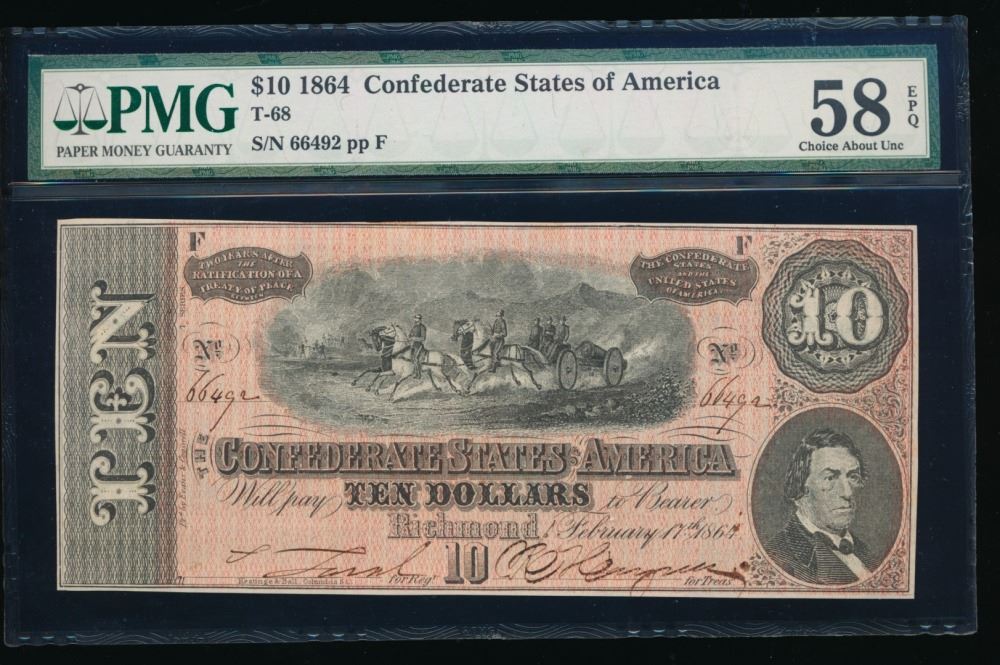 PMG
PAPER MONEY GUARANTY
$10 1864 Confederate States of America
T-68
S/N 66492 pp F
58
EPQ
Choice About Unc
F
F
TWO YEARS AFTER
THE
RATIFICATION OF A
TREATY OF PEACE
BETWEEN
THE CONFEDERATE
STATES
AND THE
UNITED STATES
OF AMERICA
10
TEN
No
No
66492
66492
THE
CONFEDERATE STATES OF AMERICA
Will pay TEN DOLLARS to Bearer
Richmond February 17th 1864
10
for Regr.
for Treas.
Keatinge & Ball, Columbia S.C.